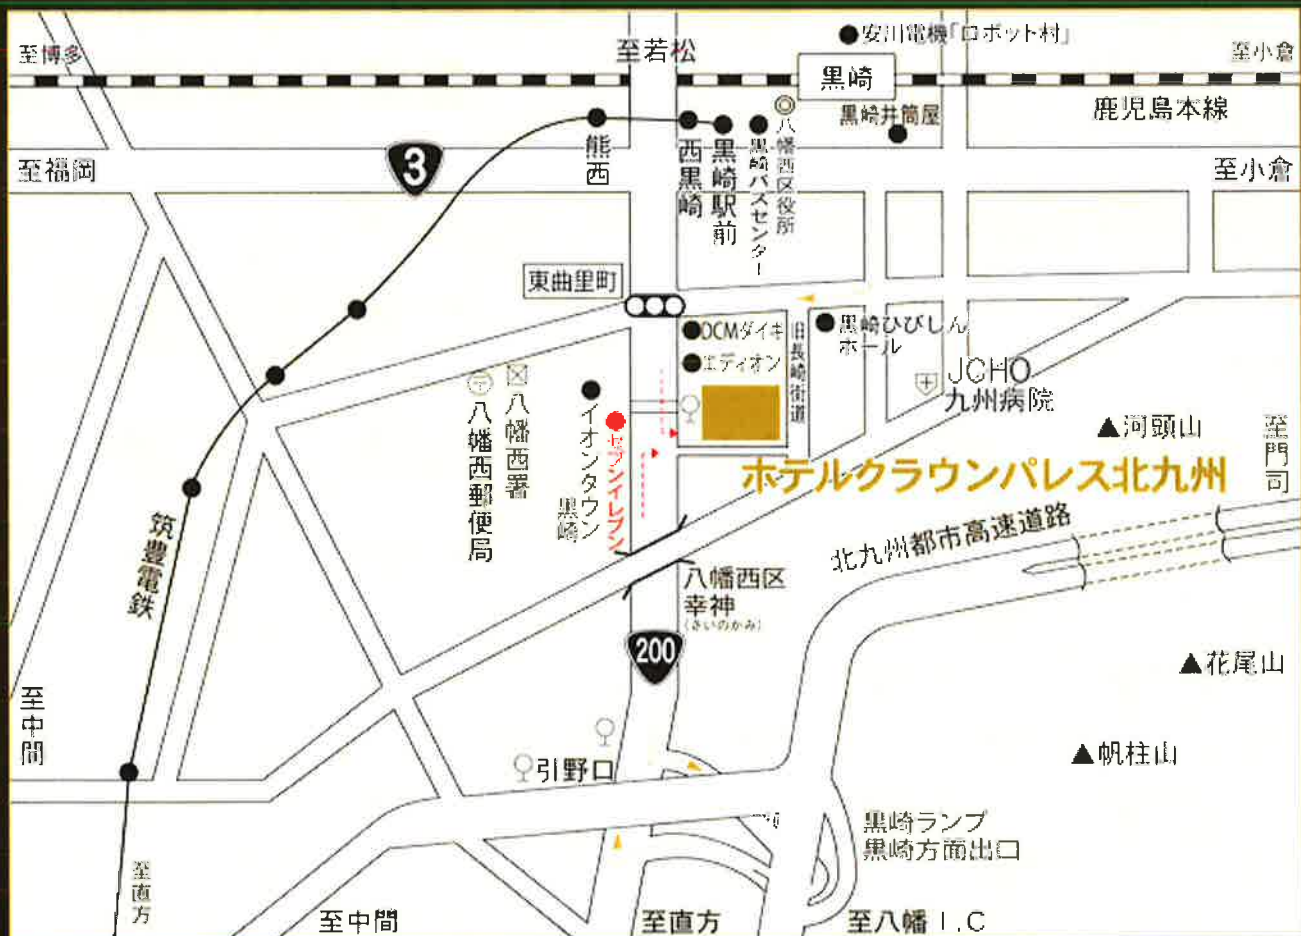 至博多
至若松
安川電機「ロボット村」
至小倉
黒崎
鹿児島本線
黒崎井筒屋
八幡西区役所
黒崎バスセンター
黒崎駅前
西黒崎
熊西
3
至福岡
至小倉
東曲里町
DCMダイキ
エディオン
旧長崎街道
黒崎ひびしん
ホール
JCHO
九州病院
八幡西署
八幡西郵便局
イオンタウン
黒崎
セブンイレブン
河頭山
至門司
ホテルクラウンパレス北九州
北九州都市高速道路
筑豊電鉄
八幡西区
幸神
(さいのかみ)
200
花尾山
帆柱山
至中間
引野口
黒崎ランプ
黒崎方面出口
至直方
至中間
至直方
至八幡I.C